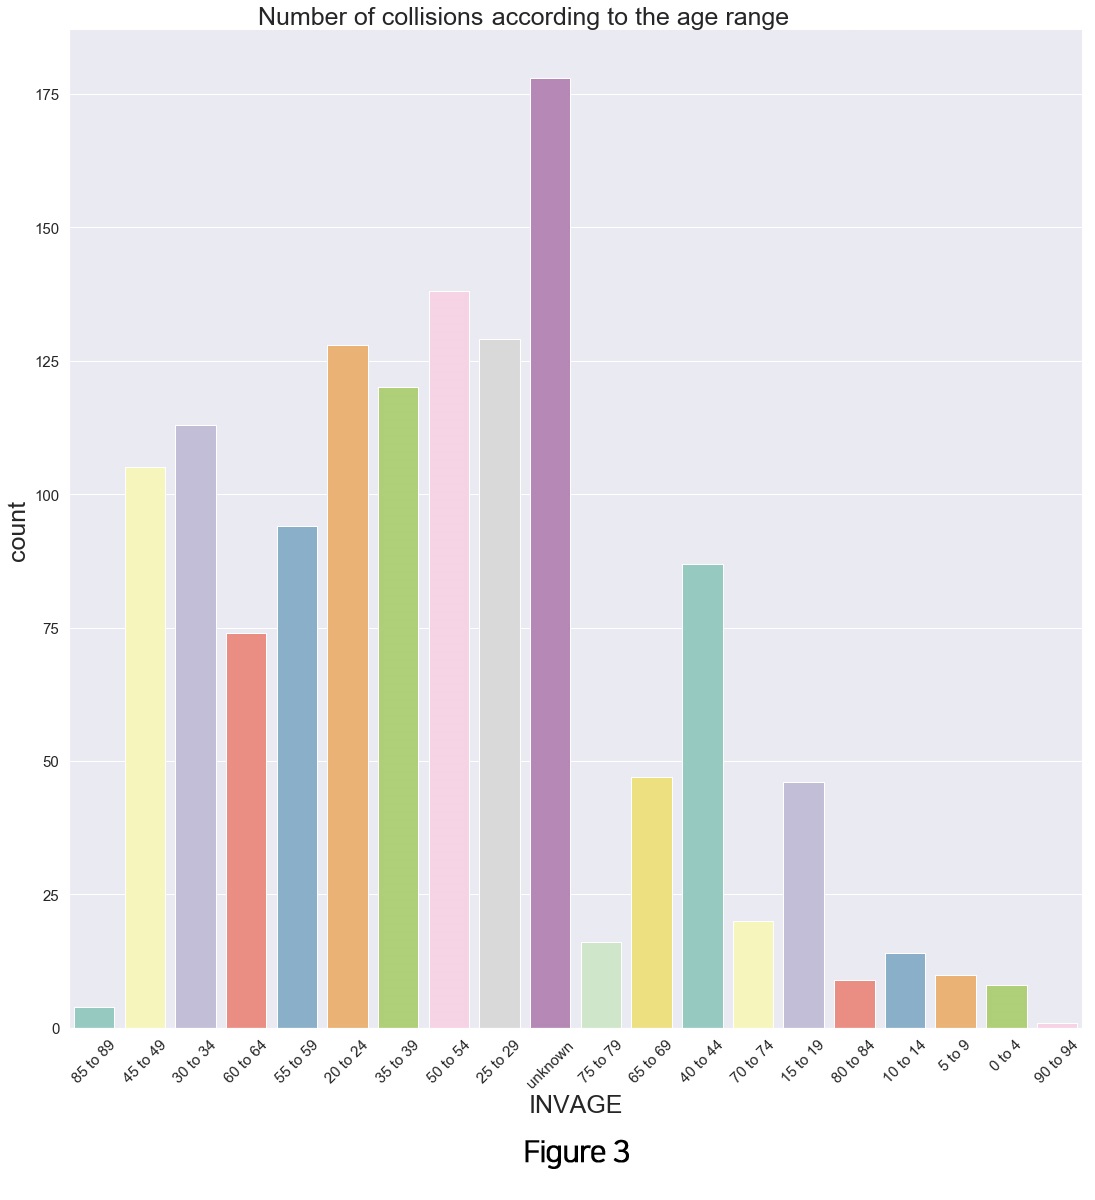 Number of collisions according to the age range
175
150
125
100
75
50
25
0
count
85 to 89
45 to 49
30 to 34
60 to 64
55 to 59
20 to 24
35 to 39
50 to 54
25 to 29
unknown
75 to 79
65 to 69
40 to 44
70 to 74
15 to 19
80 to 84
10 to 14
5 to 9
0 to 4
90 to 94
INVAGE
Figure 3